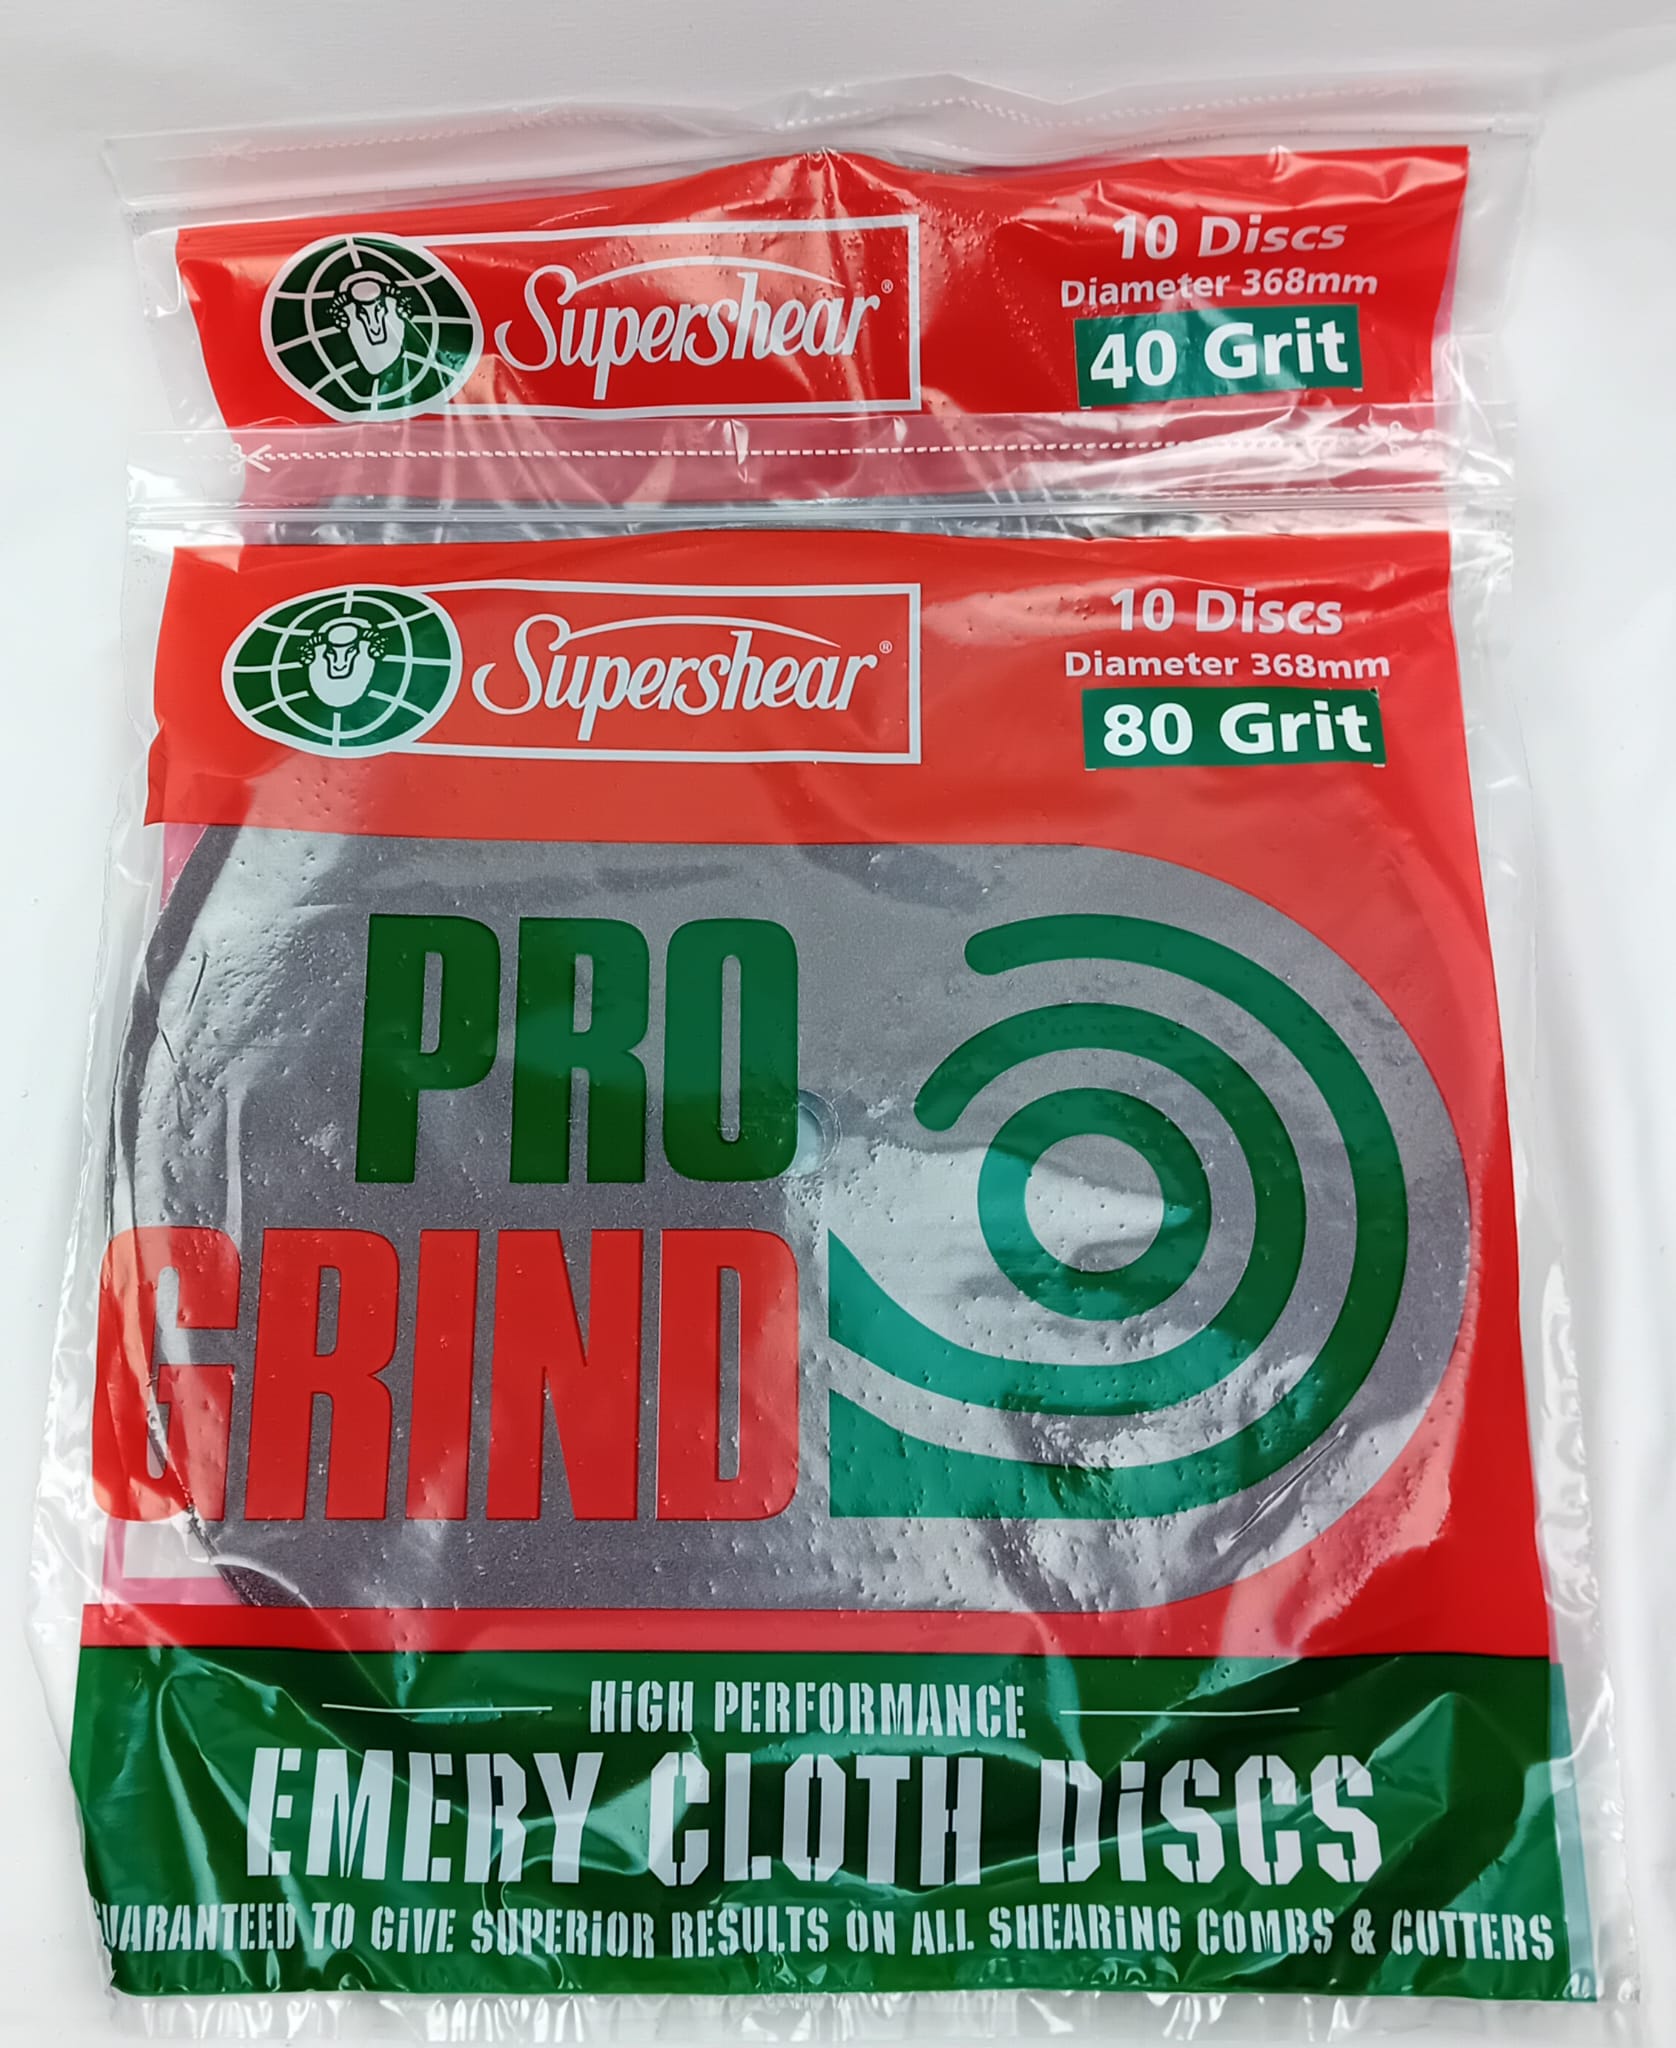 Supershear®
10 Discs
Diameter 368mm
40 Grit
Supershear®
10 Discs
Diameter 368mm
80 Grit
PRO
GRIND
HiGH PERFORMANCE
EMERY CLOTH DiSCS
GUARANTEED TO GiVE SUPERiOR RESULTS ON ALL SHEARiNG COMBS & CUTTERS